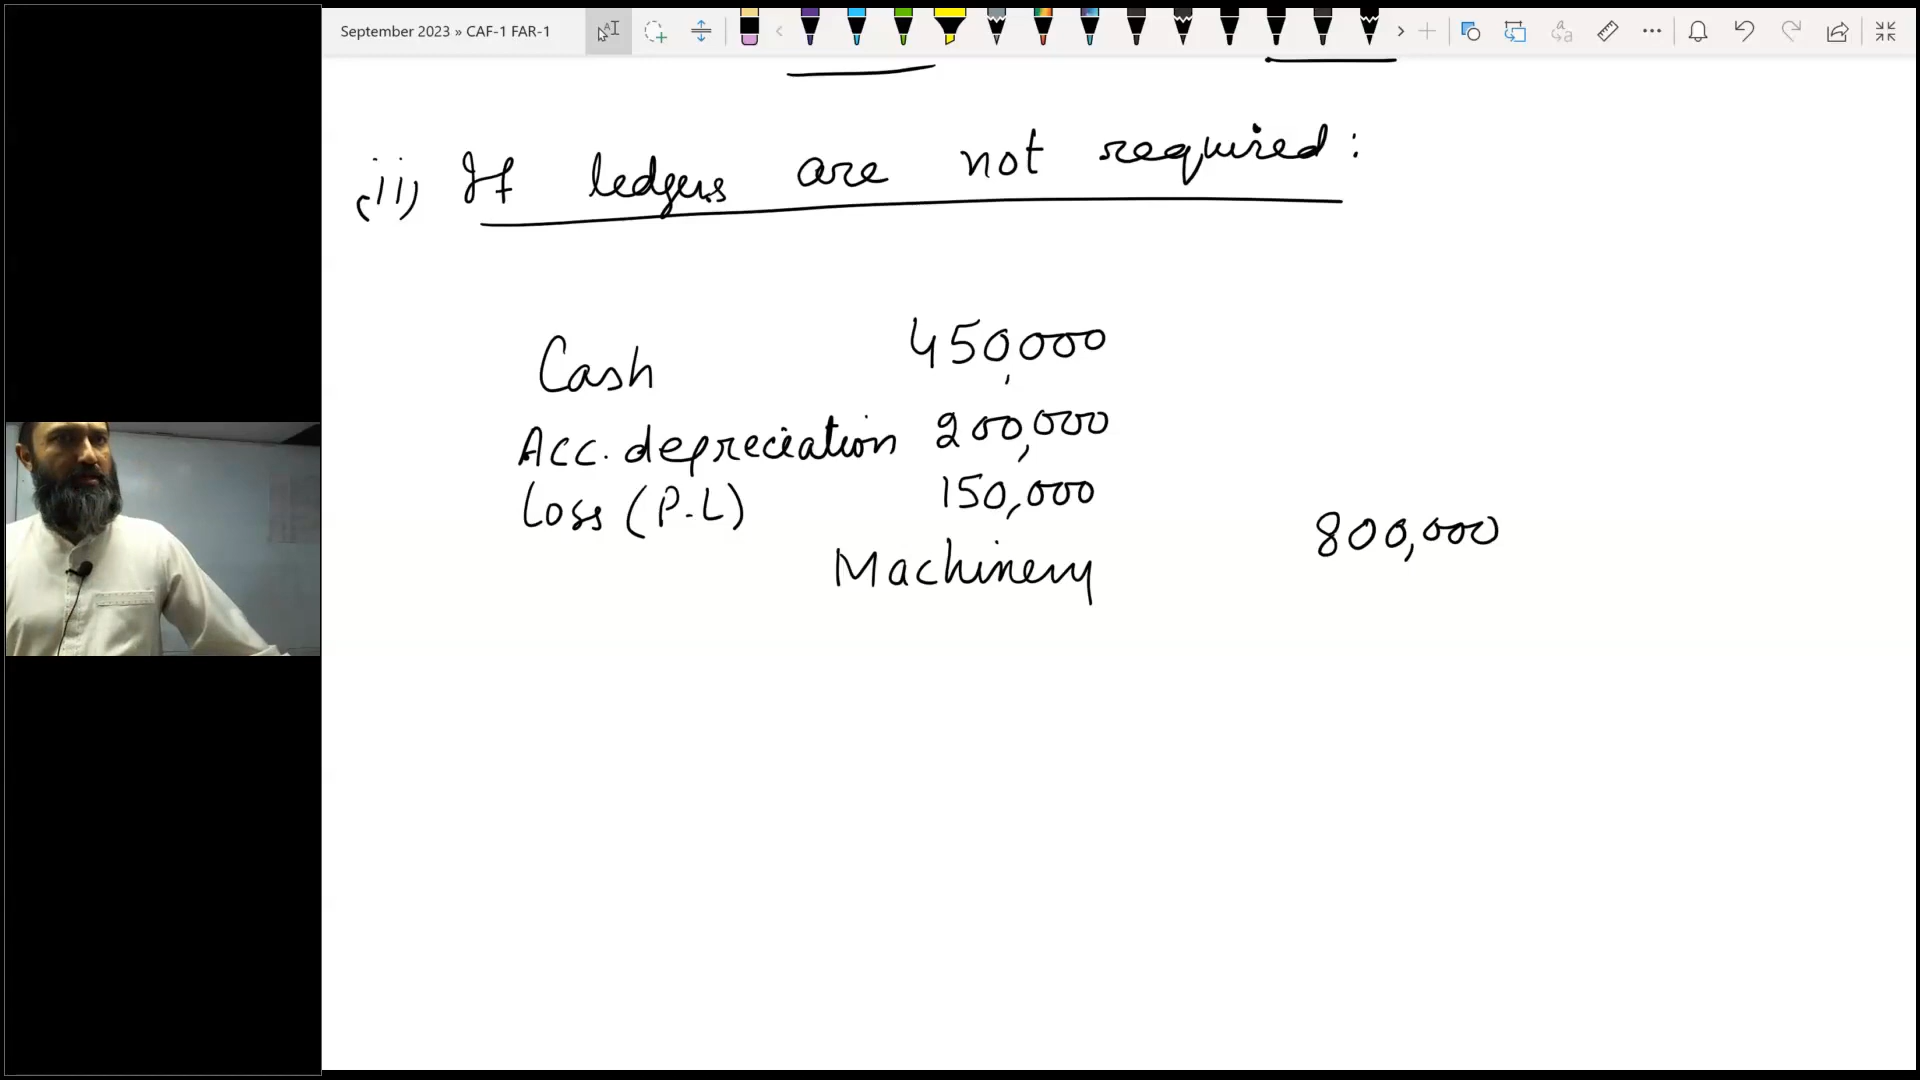 September 2023 » CAF-1 FAR-1
(ii) If ledgers are not required:
Cash 450,000
Acc. depreciation 200,000
Loss (P.L) 150,000
Machinery 800,000